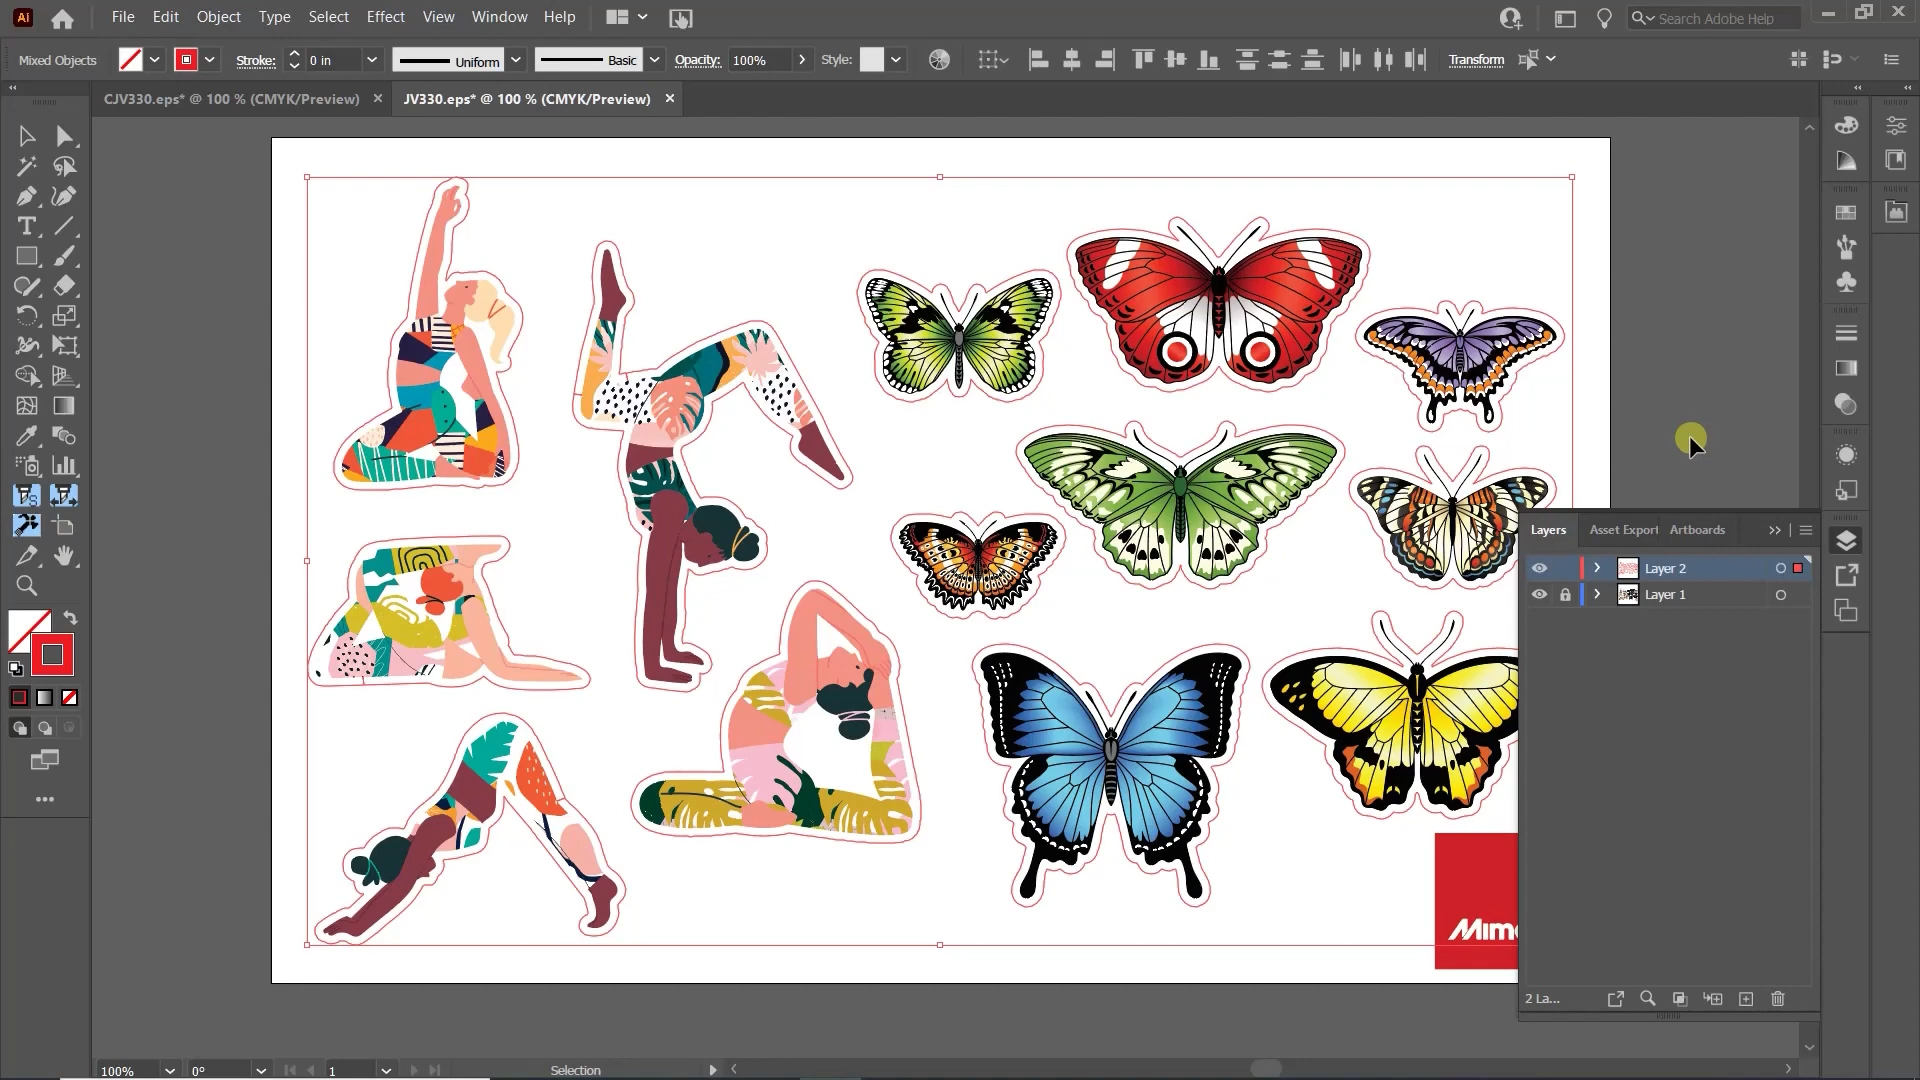 Ai File Edit Object Type Select Effect View Window Help Search Adobe Help
Mixed Objects Stroke: 0 in Uniform Basic Opacity: 100% Style: Transform
CJV330.eps* @ 100 % (CMYK/Preview) × JV330.eps* @ 100 % (CMYK/Preview) ×
Layers Asset Export Artboards
Layer 2
Layer 1
Mim
2 La...
100% 0° 1 Selection